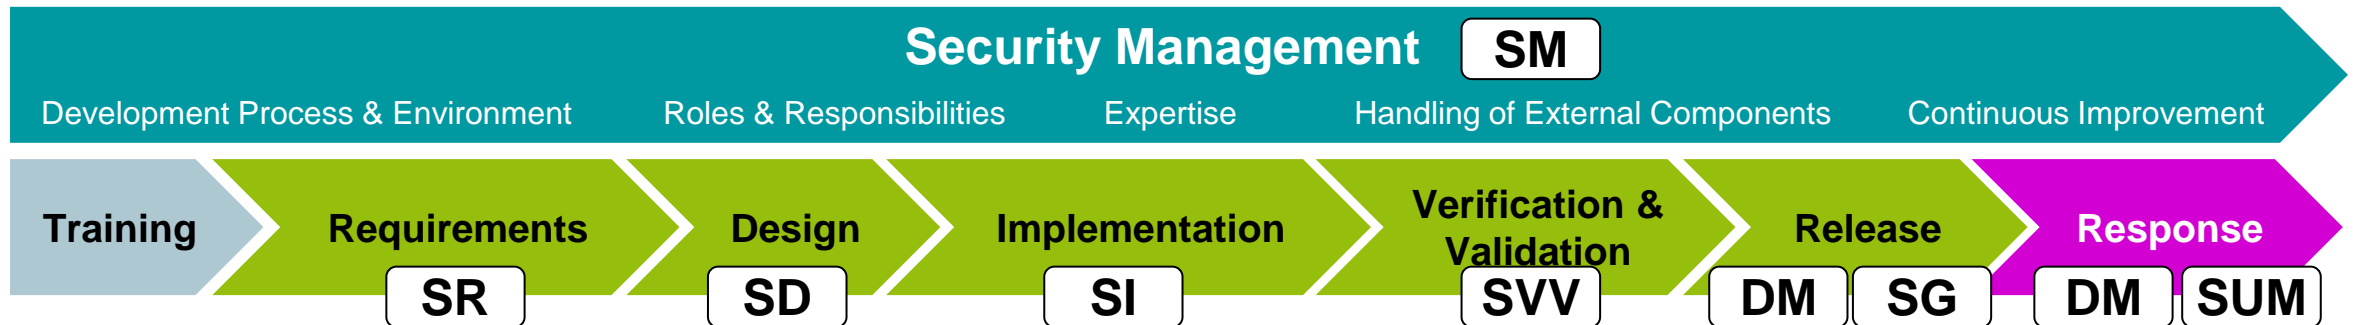 Security Management SM
Development Process & Environment Roles & Responsibilities Expertise Handling of External Components Continuous Improvement
Training
Requirements
Design
Implementation
Verification &
Validation
Release
Response
SR
SD
SI
SVV
DM
SG
DM
SUM